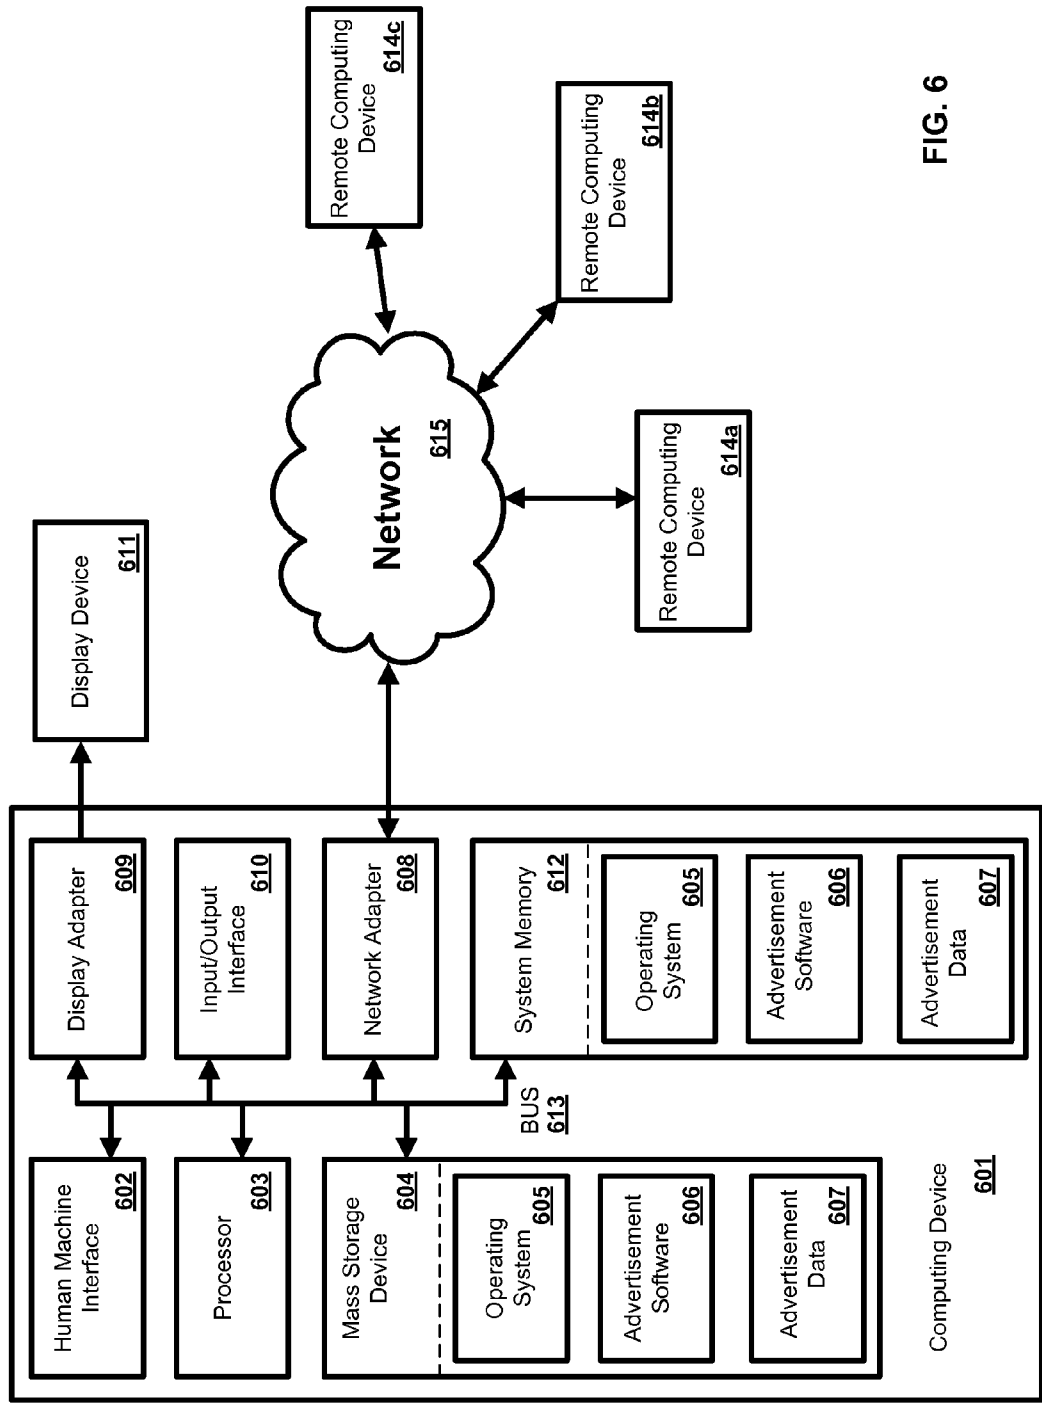 Human Machine
Interface
602
Processor
603
Mass Storage
Device
604
Operating
System
605
Advertisement
Software
606
Advertisement
Data
607
Computing Device
601
BUS
613
Display Adapter
609
Input/Output
Interface
610
Network Adapter
608
System Memory
612
Operating
System
605
Advertisement
Software
606
Advertisement
Data
607
Display Device
611
Network
615
Remote Computing
Device
614a
Remote Computing
Device
614b
Remote Computing
Device
614c
FIG. 6